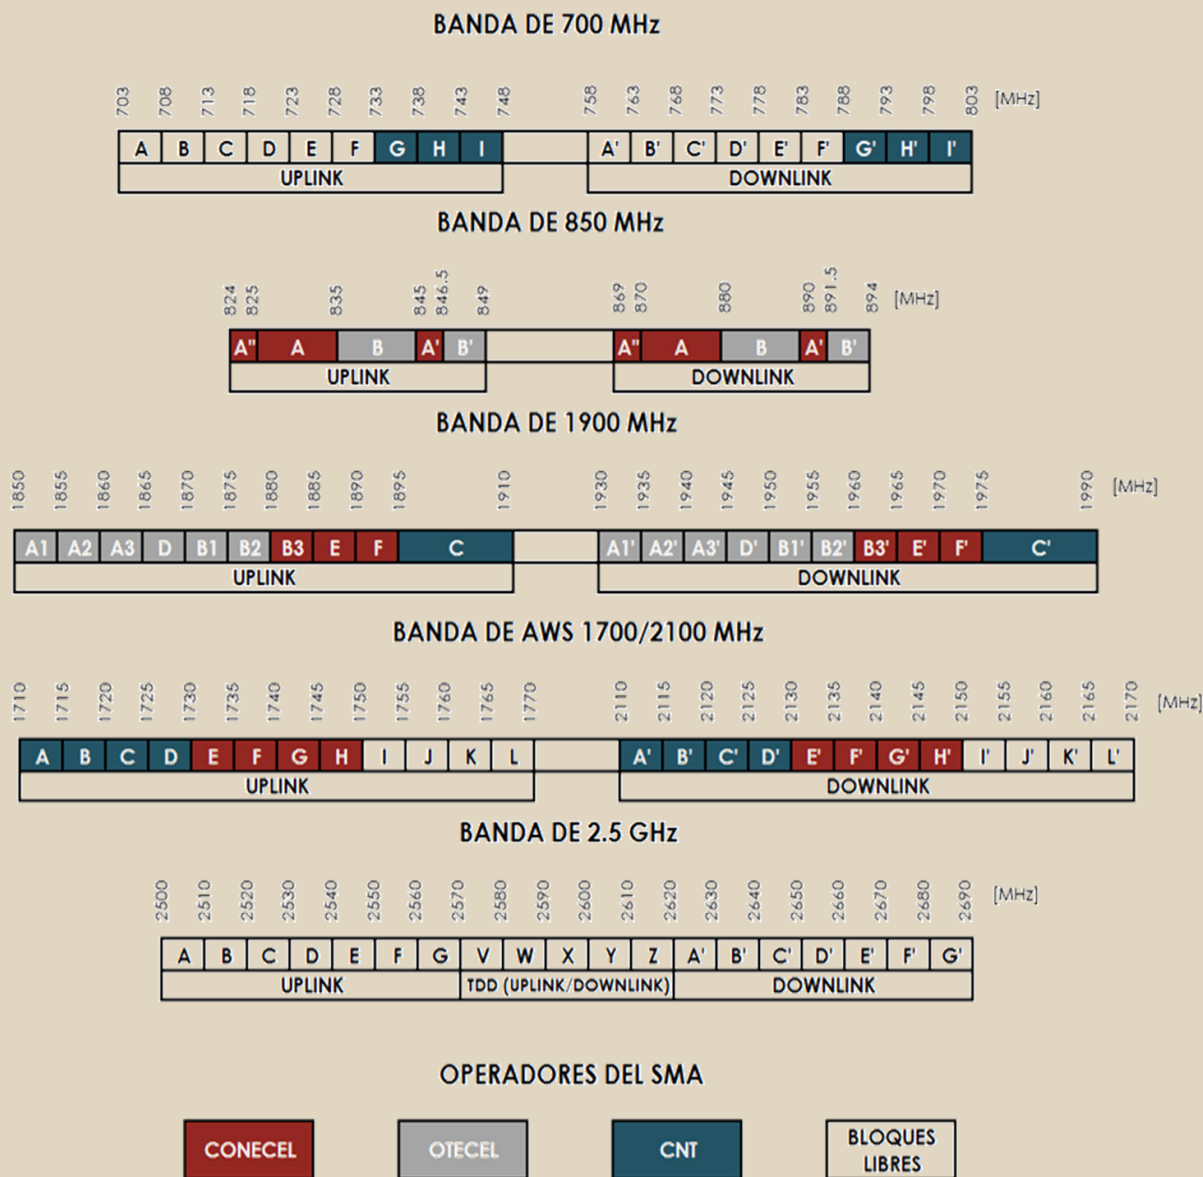 BANDA DE 700 MHz
703 708 713 718 723 728 733 738 743 748 758 763 768 773 778 783 788 793 798 803 [MHz]
A B C D E F G H I A' B' C' D' E' F' G' H' I'
UPLINK DOWNLINK
BANDA DE 850 MHz
824 825 835 845 846.5 849 869 870 880 890 891.5 894 [MHz]
A" A B A' B' A" A B A' B'
UPLINK DOWNLINK
BANDA DE 1900 MHz
1850 1855 1860 1865 1870 1875 1880 1885 1890 1895 1910 1930 1935 1940 1945 1950 1955 1960 1965 1970 1975 1990 [MHz]
A1 A2 A3 D B1 B2 B3 E F C A1' A2' A3' D' B1' B2' B3' E' F' C'
UPLINK DOWNLINK
BANDA DE AWS 1700/2100 MHz
1710 1715 1720 1725 1730 1735 1740 1745 1750 1755 1760 1765 1770 2110 2115 2120 2125 2130 2135 2140 2145 2150 2155 2160 2165 2170 [MHz]
A B C D E F G H I J K L A' B' C' D' E' F' G' H' I' J' K' L'
UPLINK DOWNLINK
BANDA DE 2.5 GHz
2500 2510 2520 2530 2540 2550 2560 2570 2580 2590 2600 2610 2620 2630 2640 2650 2660 2670 2680 2690 [MHz]
A B C D E F G V W X Y Z A' B' C' D' E' F' G'
UPLINK TDD (UPLINK/DOWNLINK) DOWNLINK
OPERADORES DEL SMA
CONECEL OTECEL CNT BLOQUES
LIBRES